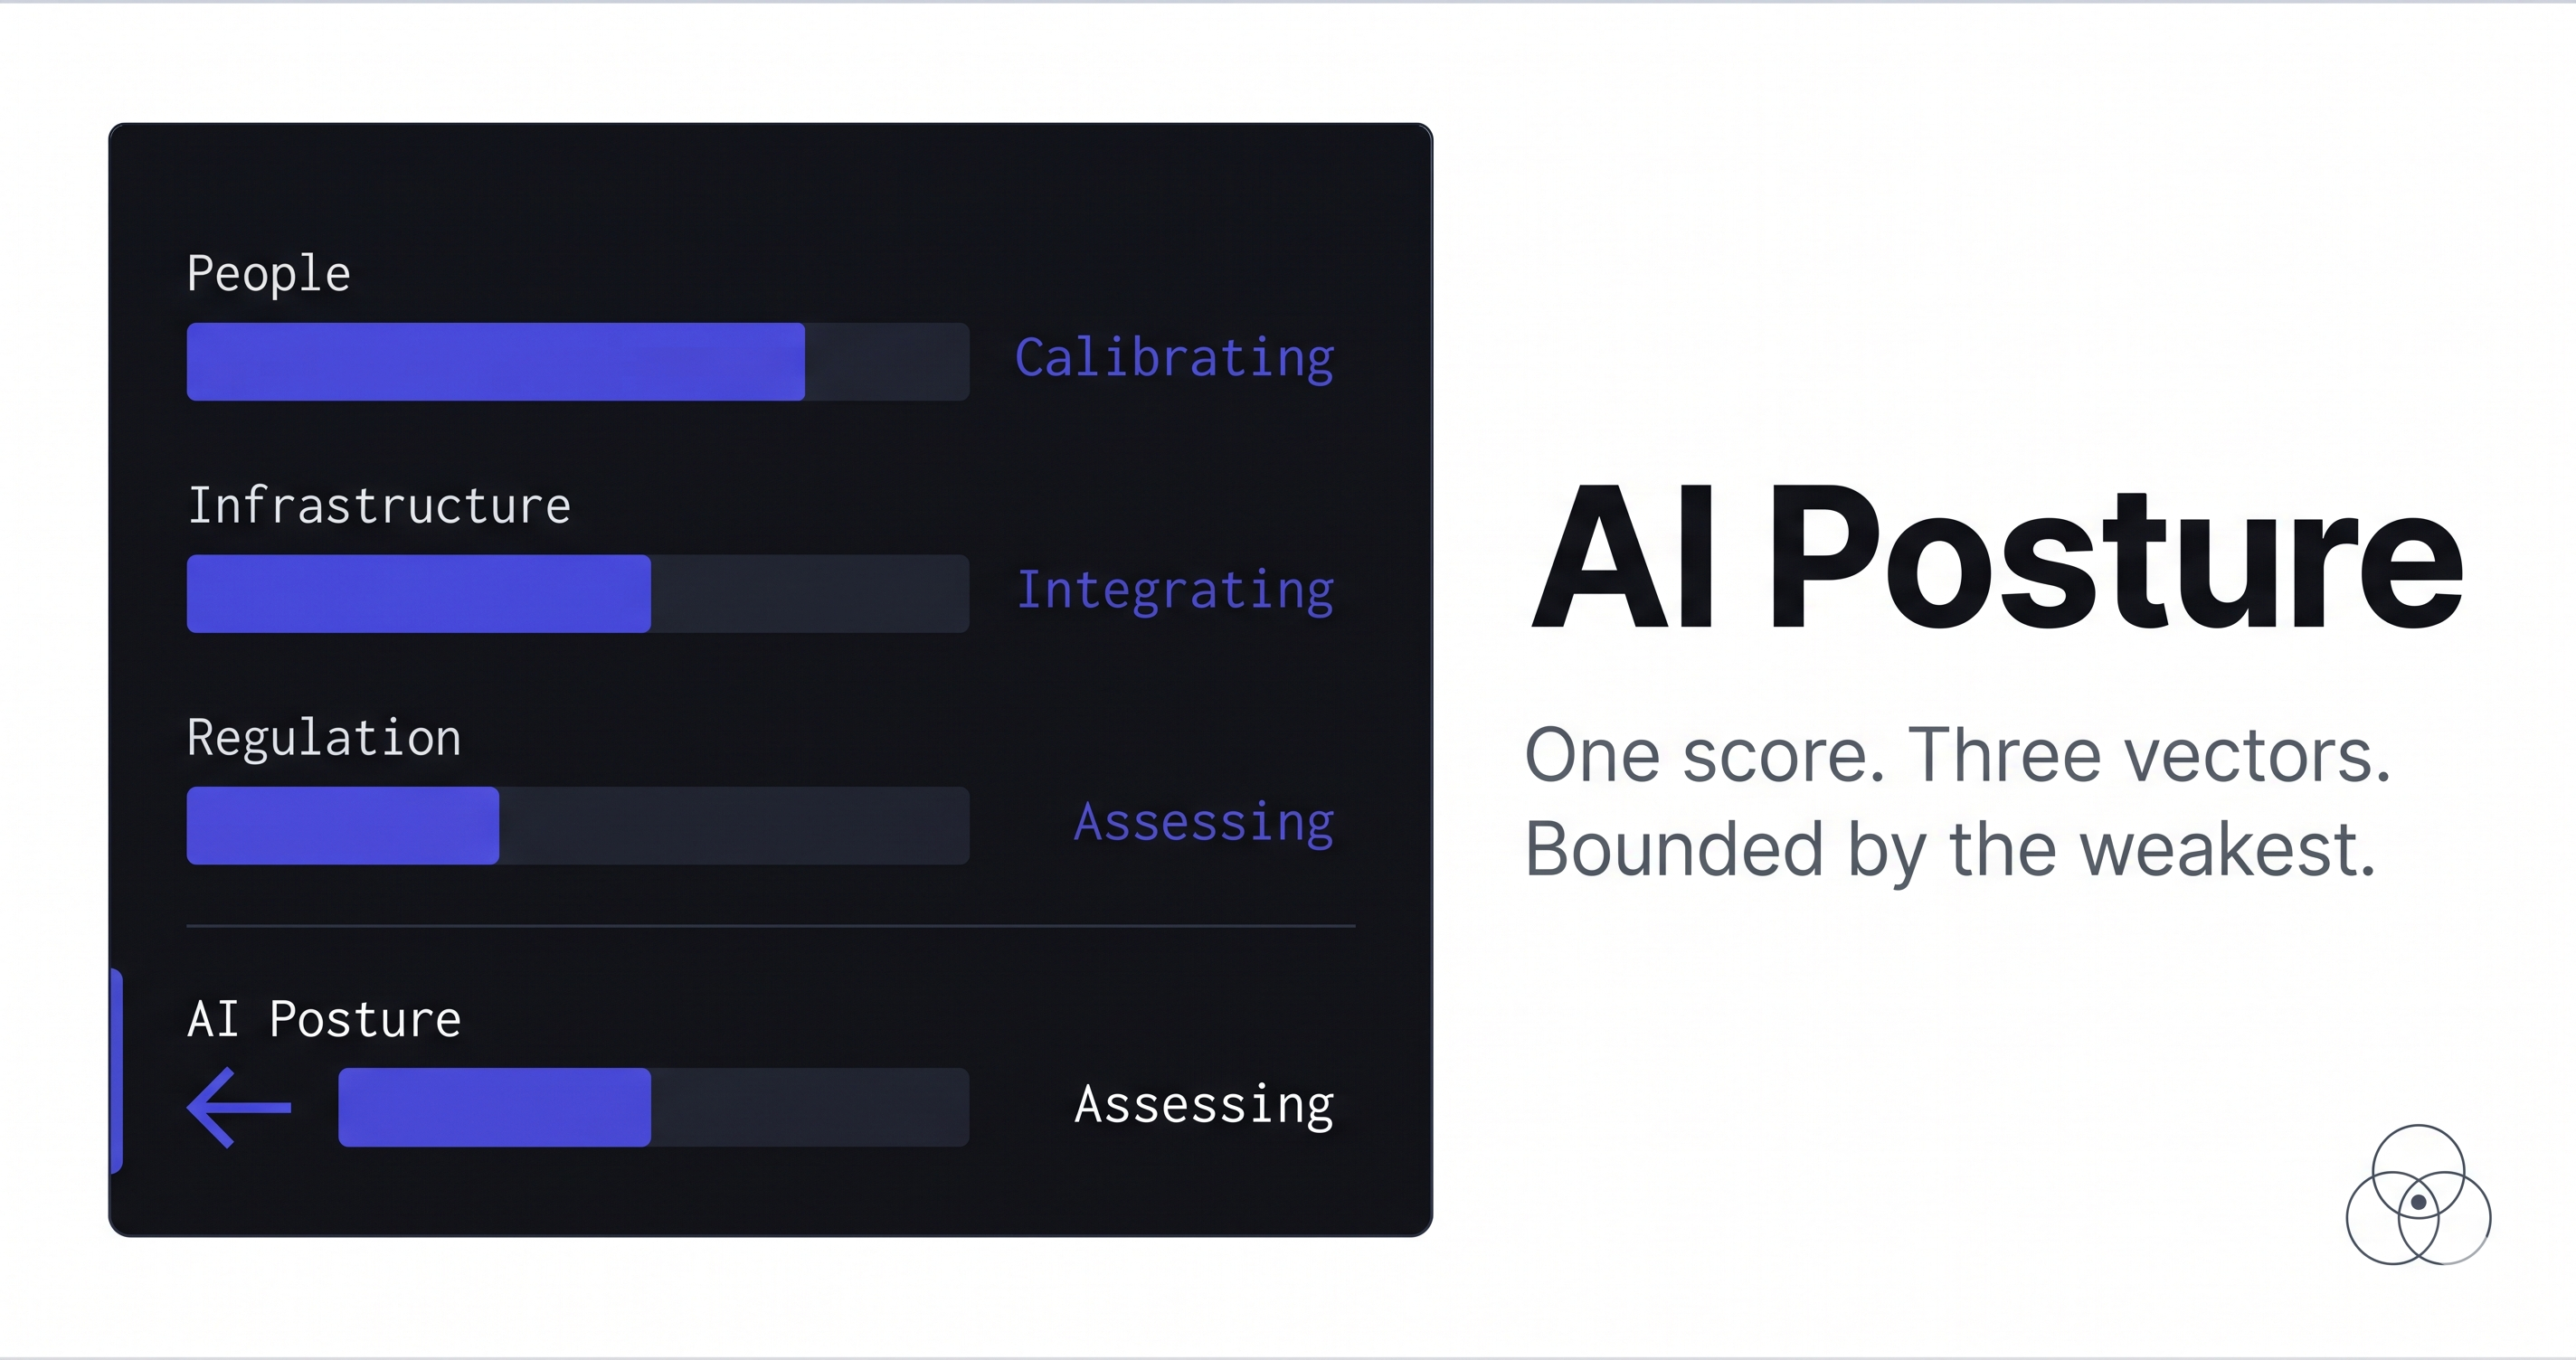 People
Calibrating
Infrastructure
Integrating
Regulation
Assessing
AI Posture
Assessing
AI Posture
One score. Three vectors.
Bounded by the weakest.